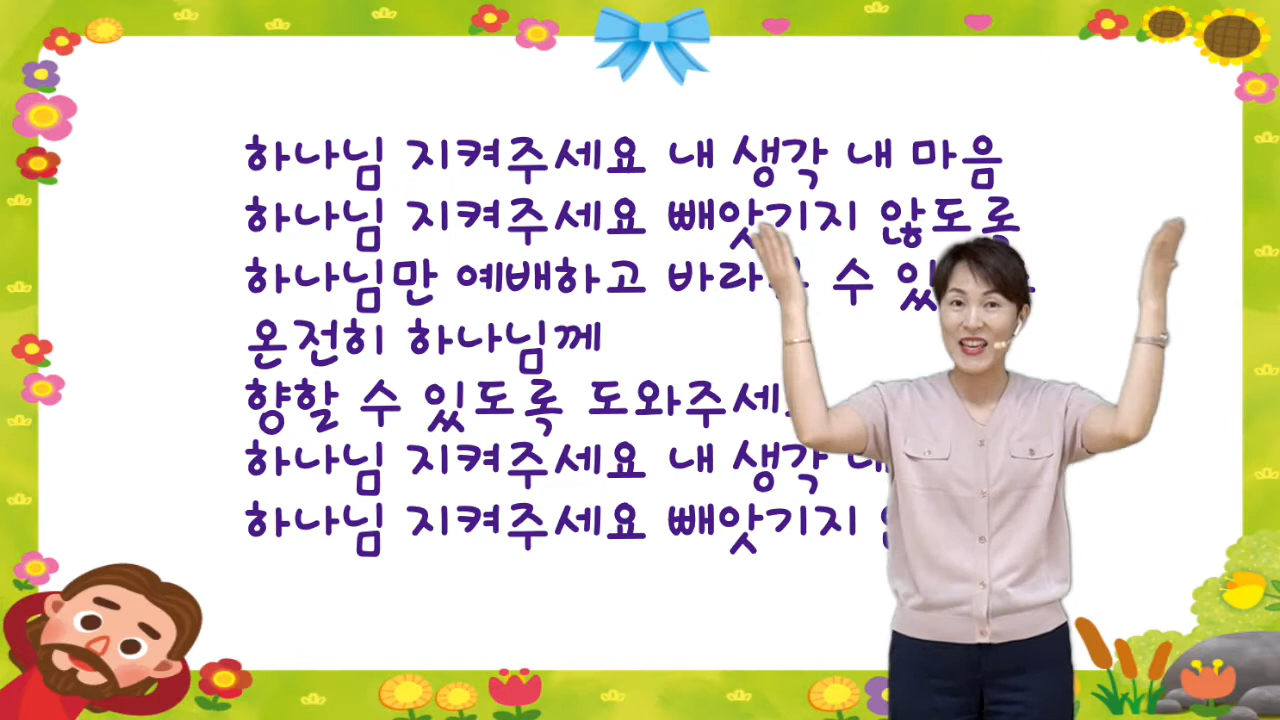 하나님 지켜주세요 내 생각 내 마음
하나님 지켜주세요 빼앗기지 않도록
하나님만 예배하고 수
온전히 하나님께
향할 수 있도록
하나님 지켜주세요 내 생각
하나님 지켜주세요 빼앗기지